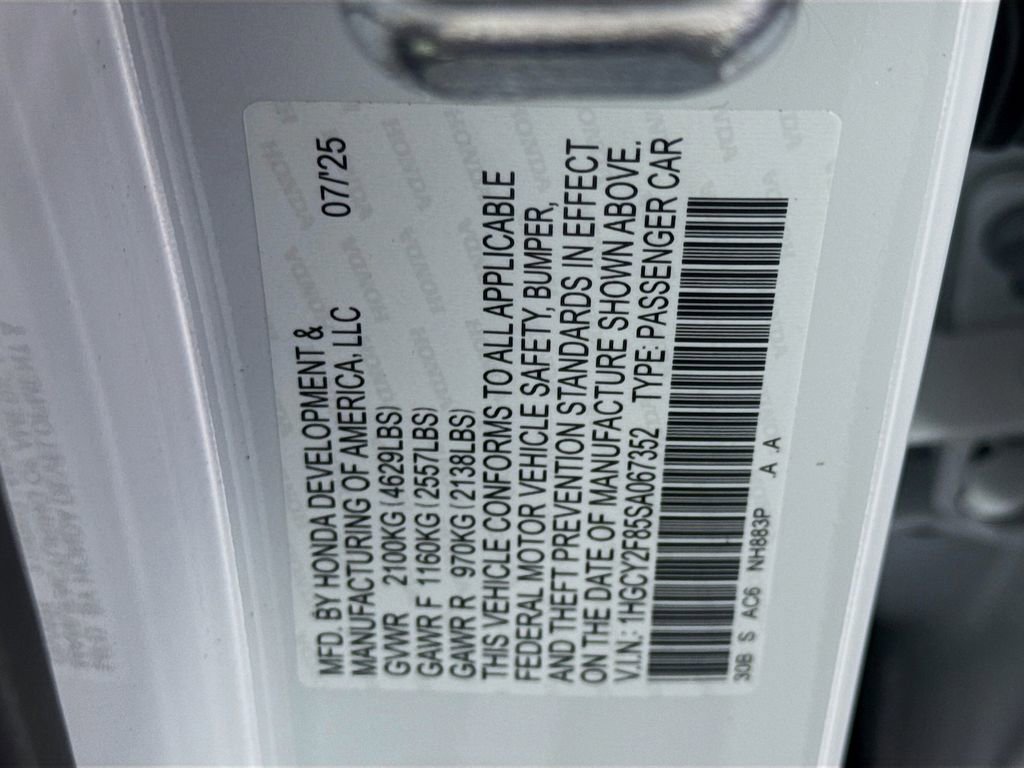 MFD. BY HONDA DEVELOPMENT &
MANUFACTURING OF AMERICA, LLC 07/'25
GVWR 2100KG (4629LBS)
GAWR F 1160KG (2557LBS)
GAWR R 970KG (2138LBS)
THIS VEHICLE CONFORMS TO ALL APPLICABLE
FEDERAL MOTOR VEHICLE SAFETY, BUMPER,
AND THEFT PREVENTION STANDARDS IN EFFECT
ON THE DATE OF MANUFACTURE SHOWN ABOVE.
V.I.N.: 1HGCY2F85SA067352 TYPE: PASSENGER CAR
30B S AC6 NH883P .A .A